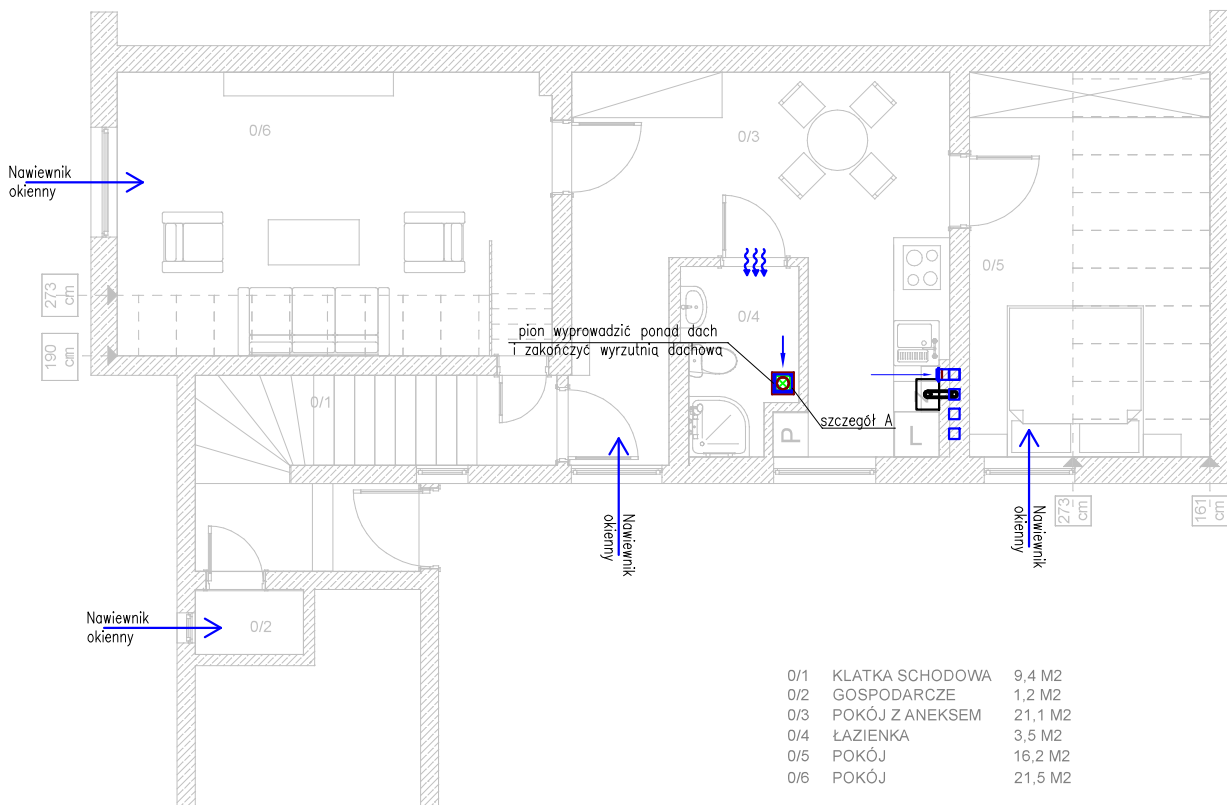 0/6
0/3
Nawiewnik
okienny
0/5
273
cm
190
cm
0/4
pion wyprowadzić ponad dach
i zakończyć wyrzutnią dachową
0/1
szczegół A
P
L
Nawiewnik
okienny
Nawiewnik
okienny
273
cm
161
cm
Nawiewnik
okienny
0/2
0/1 KLATKA SCHODOWA 9,4 M2
0/2 GOSPODARCZE 1,2 M2
0/3 POKÓJ Z ANEKSEM 21,1 M2
0/4 ŁAZIENKA 3,5 M2
0/5 POKÓJ 16,2 M2
0/6 POKÓJ 21,5 M2